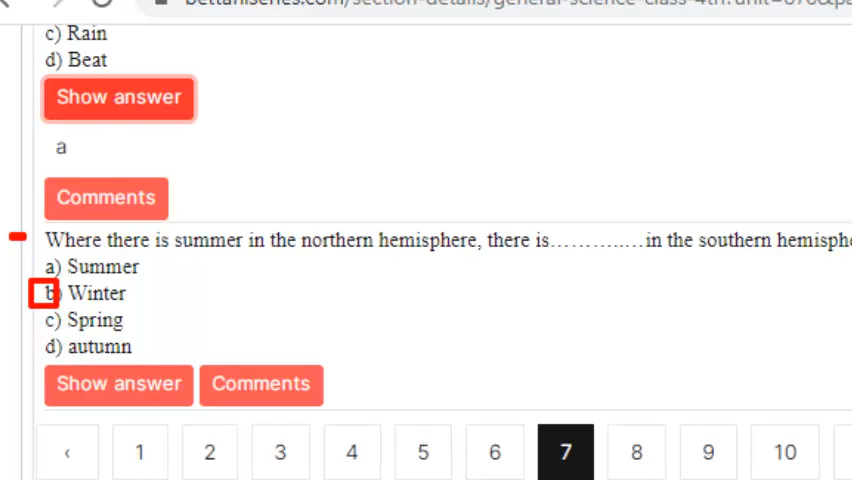 c) Rain
d) Beat
Show answer
a
Comments
Where there is summer in the northern hemisphere, there is………..…in the southern
a) Summer
b) Winter
c) Spring
d) autumn
Show answer Comments
‹ 1 2 3 4 5 6 7 8 9 10